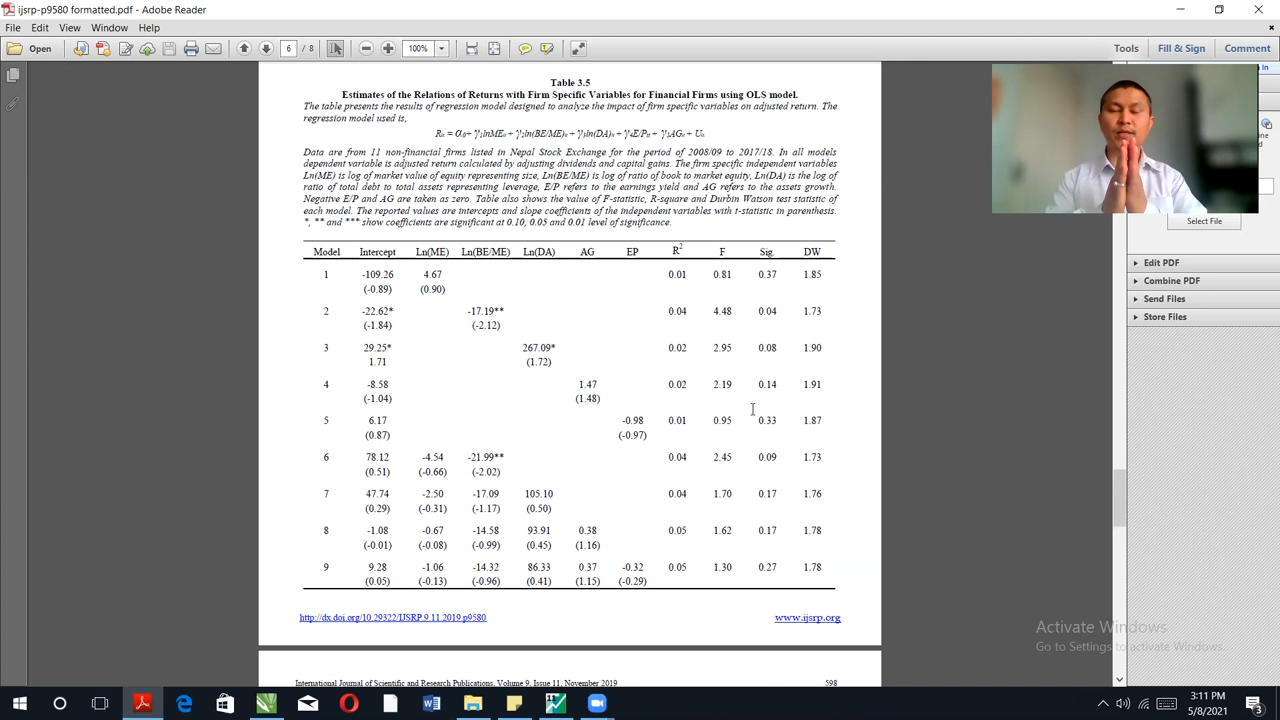 ijsrp-p9580 formatted.pdf - Adobe Reader
File Edit View Window Help
Open 6 / 8 100% Tools Fill & Sign Comment
Table 3.5
Estimates of the Relations of Returns with Firm Specific Variables for Financial Firms using OLS model.
The table presents the results of regression model designed to analyze the impact of firm specific variables on adjusted return. The
regression model used is,
Data are from 11 non-financial firms listed in Nepal Stock Exchange for the period of 2008/09 to 2017/18. In all models
dependent variable is adjusted return calculated by adjusting dividends and capital gains. The firm specific independent variables
Ln(ME) is log of market value of equity representing size, Ln(BE/ME) is log of ratio of book to market equity, Ln(DA) is the log of
ratio of total debt to total assets representing leverage, E/P refers to the earnings yield and AG refers to the assets growth.
Negative E/P and AG are taken as zero. Table also shows the value of F-statistic, R-square and Durbin Watson test statistic of
each model. The reported values are intercepts and slope coefficients of the independent variables with t-statistic in parenthesis.
*, ** and *** show coefficients are significant at 0.10, 0.05 and 0.01 level of significance.
Model Intercept Ln(ME) Ln(BE/ME) Ln(DA) AG EP R² F Sig. DW
1 -109.26 4.67 0.01 0.81 0.37 1.85
(-0.89) (0.90)
2 -22.62* -17.19** 0.04 4.48 0.04 1.73
(-1.84) (-2.12)
3 29.25* 267.09* 0.02 2.95 0.08 1.90
1.71 (1.72)
4 -8.58 1.47 0.02 2.19 0.14 1.91
(-1.04) (1.48)
5 6.17 -0.98 0.01 0.95 0.33 1.87
(0.87) (-0.97)
6 78.12 -4.54 -21.99** 0.04 2.45 0.09 1.73
(0.51) (-0.66) (-2.02)
7 47.74 -2.50 -17.09 105.10 0.04 1.70 0.17 1.76
(0.29) (-0.31) (-1.17) (0.50)
8 -1.08 -0.67 -14.58 93.91 0.38 0.05 1.62 0.17 1.78
(-0.01) (-0.08) (-0.99) (0.45) (1.16)
9 9.28 -1.06 -14.32 86.33 0.37 -0.32 0.05 1.30 0.27 1.78
(0.05) (-0.13) (-0.96) (0.41) (1.15) (-0.29)
http://dx.doi.org/10.29322/IJSRP.9.11.2019.p9580 www.ijsrp.org
International Journal of Scientific and Research Publications, Volume 9, Issue 11, November 2019 598
In
Select File
Edit PDF
Combine PDF
Send Files
Store Files
Activate Windows
Go to Settings to activate Windows.
3:11 PM
5/8/2021